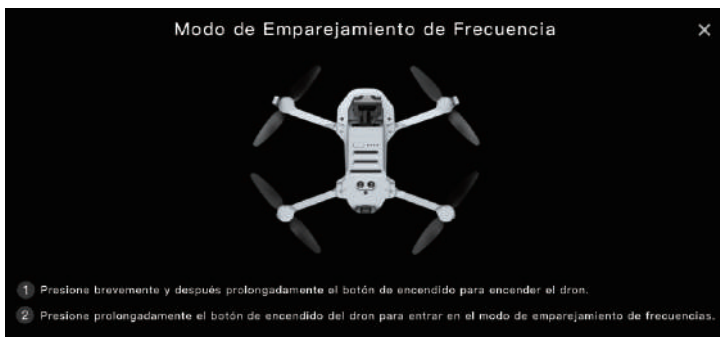 Modo de Emparejamiento de Frecuencia
1 Presione brevemente y después prolongadamente el botón de encendido para encender el dron.
2 Presione prolongadamente el botón de encendido del dron para entrar en el modo de emparejamiento de frecuencias.